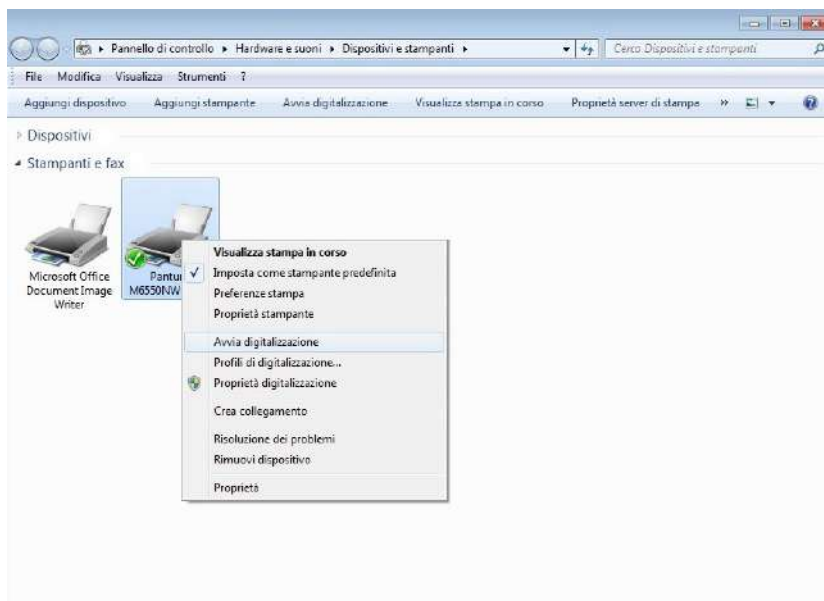 ▸ Pannello di controllo ▸ Hardware e suoni ▸ Dispositivi e stampanti ▸
Cerca Dispositivi e stampanti
File Modifica Visualizza Strumenti ?
Aggiungi dispositivo Aggiungi stampante Avvia digitalizzazione Visualizza stampa in corso Proprietà server di stampa »
Dispositivi
Stampanti e fax
Microsoft Office
Document Image
Writer
Pantu
M6550NW
Visualizza stampa in corso
Imposta come stampante predefinita
Preferenze stampa
Proprietà stampante
Avvia digitalizzazione
Profili di digitalizzazione...
Proprietà digitalizzazione
Crea collegamento
Risoluzione dei problemi
Rimuovi dispositivo
Proprietà